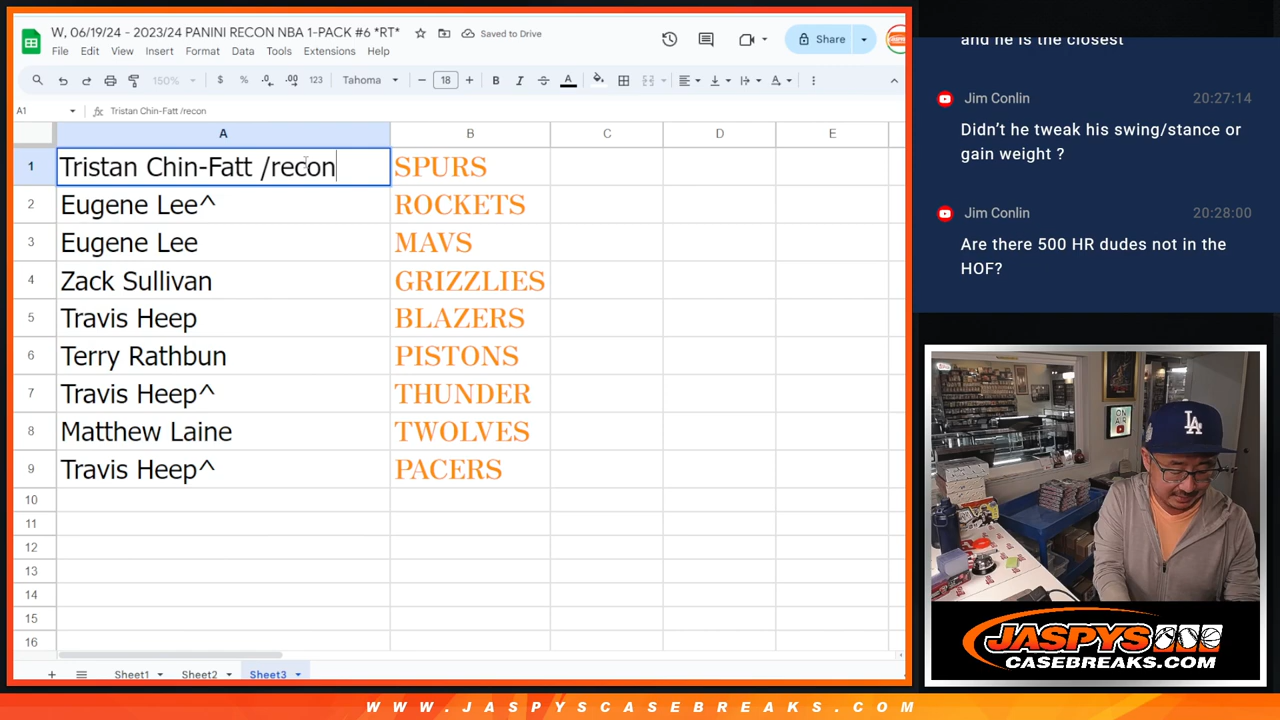 W, 06/19/24 - 2023/24 PANINI RECON NBA 1-PACK #6 *RT*
Saved to Drive
Share
File Edit View Insert Format Data Tools Extensions Help
150% $ % .0 .00 123 Tahoma 18 B I A
A1 fx Tristan Chin-Fatt /recon
A B C D E
1 Tristan Chin-Fatt /recon SPURS
2 Eugene Lee^ ROCKETS
3 Eugene Lee MAVS
4 Zack Sullivan GRIZZLIES
5 Travis Heep BLAZERS
6 Terry Rathbun PISTONS
7 Travis Heep^ THUNDER
8 Matthew Laine TWOLVES
9 Travis Heep^ PACERS
10
11
12
13
14
15
16
Sheet1 Sheet2 Sheet3
and he is the closest
Jim Conlin 20:27:14
Didn’t he tweak his swing/stance or
gain weight ?
Jim Conlin 20:28:00
Are there 500 HR dudes not in the
HOF?
ON
AIR
LA
JASPYS
CASEBREAKS.COM
WWW.JASPYSCASEBREAKS.COM